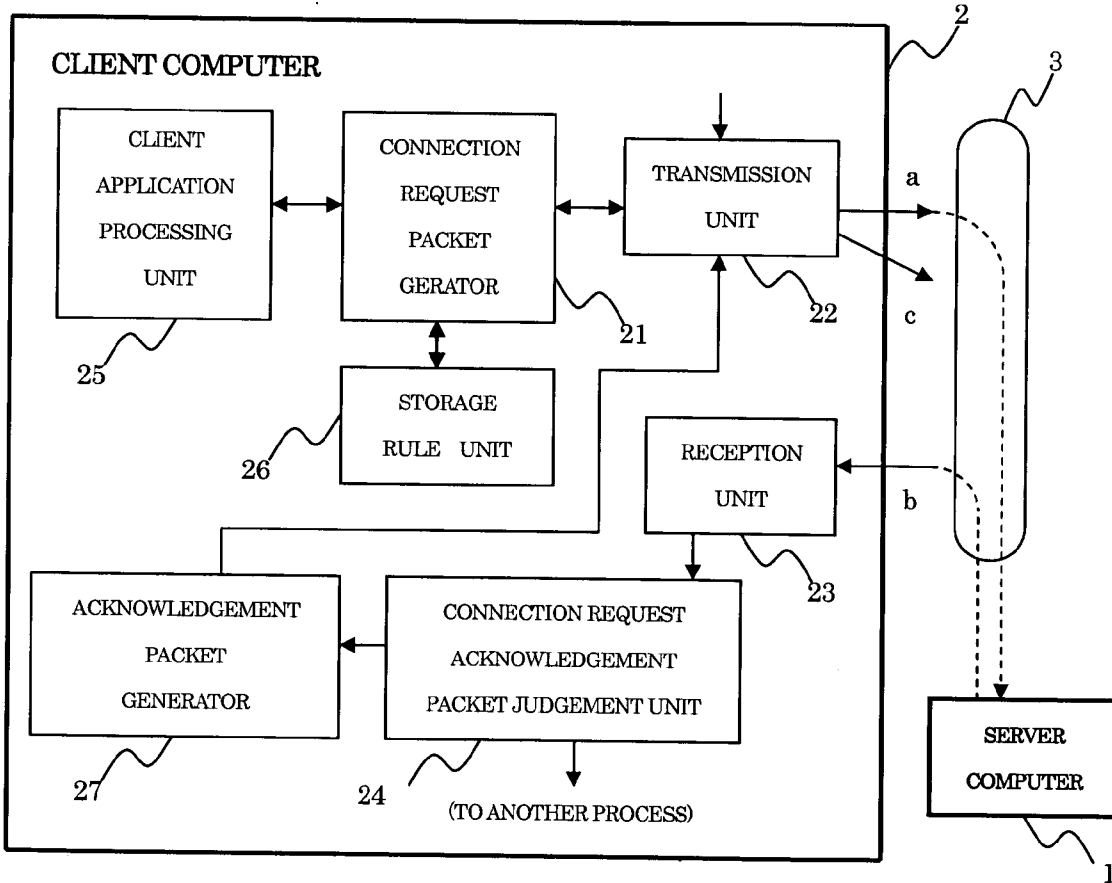 2
3
CLIENT COMPUTER
CLIENT
APPLICATION
PROCESSING
UNIT
25
CONNECTION
REQUEST
PACKET
GERATOR
21
TRANSMISSION
UNIT
22
a
c
STORAGE
RULE UNIT
26
RECEPTION
UNIT
23
b
ACKNOWLEDGEMENT
PACKET
GENERATOR
27
CONNECTION REQUEST
ACKNOWLEDGEMENT
PACKET JUDGEMENT UNIT
24
(TO ANOTHER PROCESS)
SERVER
COMPUTER
1